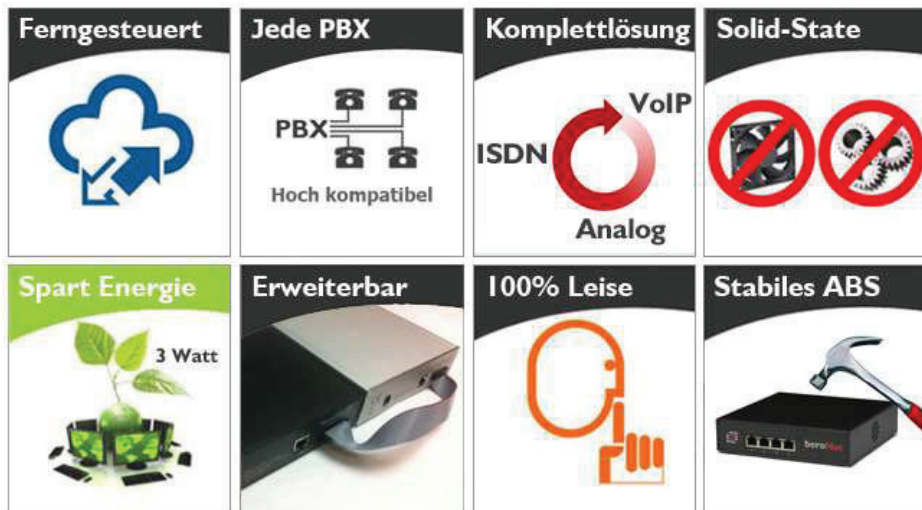 Ferngesteuert
Jede PBX
PBX
Hoch kompatibel
Komplettlösung
VoIP
ISDN
Analog
Solid-State
Spart Energie
3 Watt
Erweiterbar
100% Leise
Stabiles ABS
beroNet